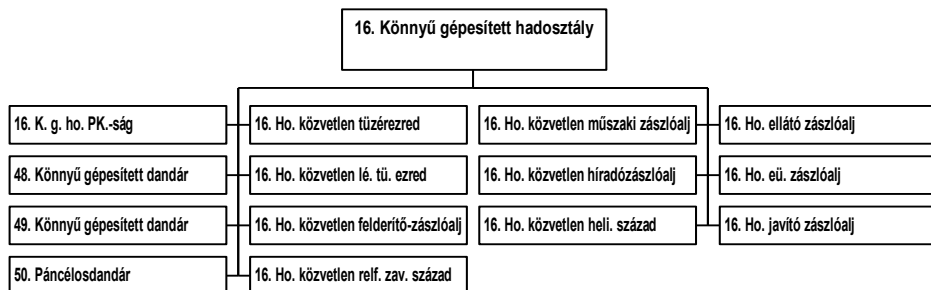 16. Könnyű gépesített hadosztály
16. K. g. ho. PK.-ság
16. Ho. közvetlen tüzérezred
16. Ho. közvetlen műszaki zászlóalj
16. Ho. ellátó zászlóalj
48. Könnyű gépesített dandár
16. Ho. közvetlen lé. tü. ezred
16. Ho. közvetlen híradózászlóalj
16. Ho. eü. zászlóalj
49. Könnyű gépesített dandár
16. Ho. közvetlen felderítő-zászlóalj
16. Ho. közvetlen heli. század
16. Ho. javító zászlóalj
50. Páncélosdandár
16. Ho. közvetlen relf. zav. század